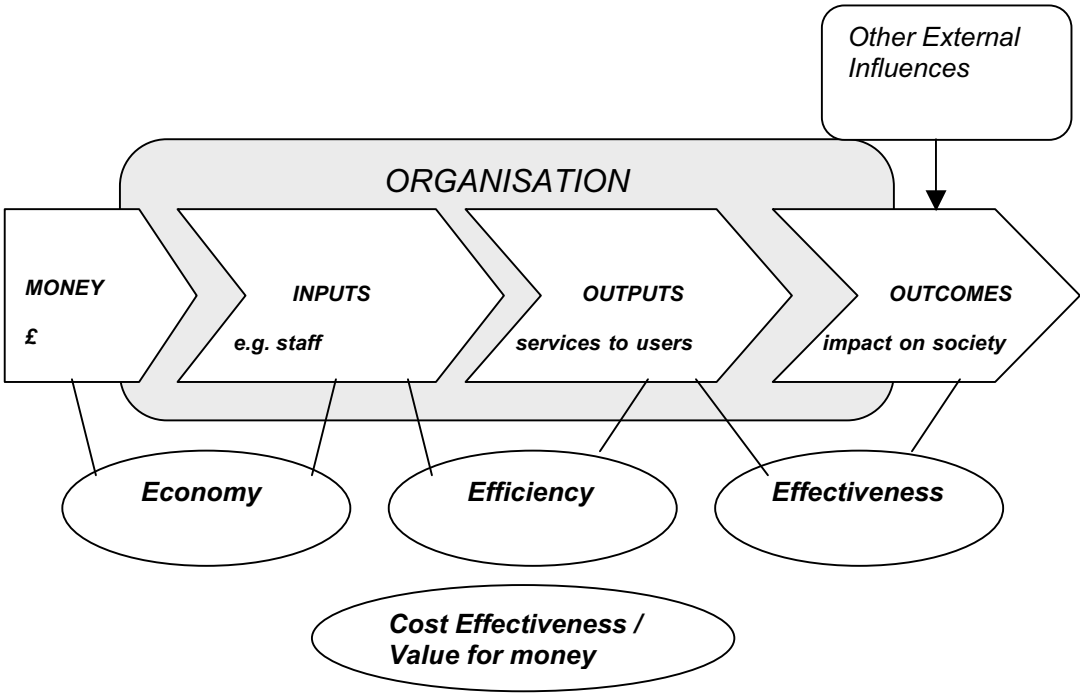 Other External
Influences
ORGANISATION
MONEY
£
INPUTS
e.g. staff
OUTPUTS
services to users
OUTCOMES
impact on society
Economy
Efficiency
Effectiveness
Cost Effectiveness /
Value for money